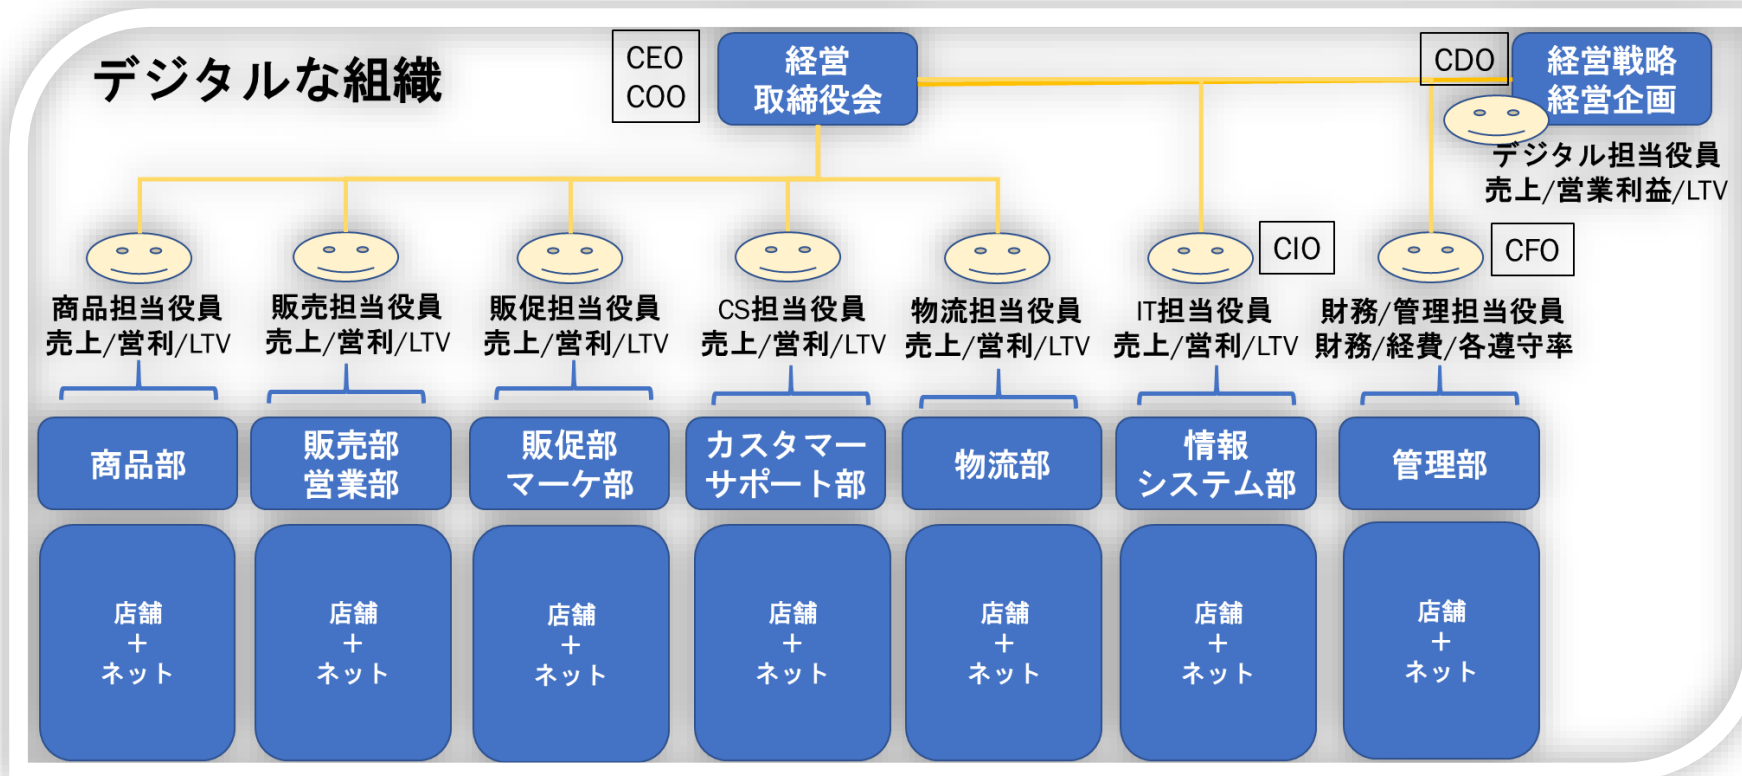 デジタルな組織
CEO
COO
経営
取締役会
CDO
経営戦略
経営企画
デジタル担当役員
売上/営業利益/LTV
CIO
CFO
商品担当役員
売上/営利/LTV
販売担当役員
売上/営利/LTV
販促担当役員
売上/営利/LTV
CS担当役員
売上/営利/LTV
物流担当役員
売上/営利/LTV
IT担当役員
売上/営利/LTV
財務/管理担当役員
財務/経費/各遵守率
商品部
販売部
営業部
販促部
マーケ部
カスタマー
サポート部
物流部
情報
システム部
管理部
店舗
+
ネット
店舗
+
ネット
店舗
+
ネット
店舗
+
ネット
店舗
+
ネット
店舗
+
ネット
店舗
+
ネット